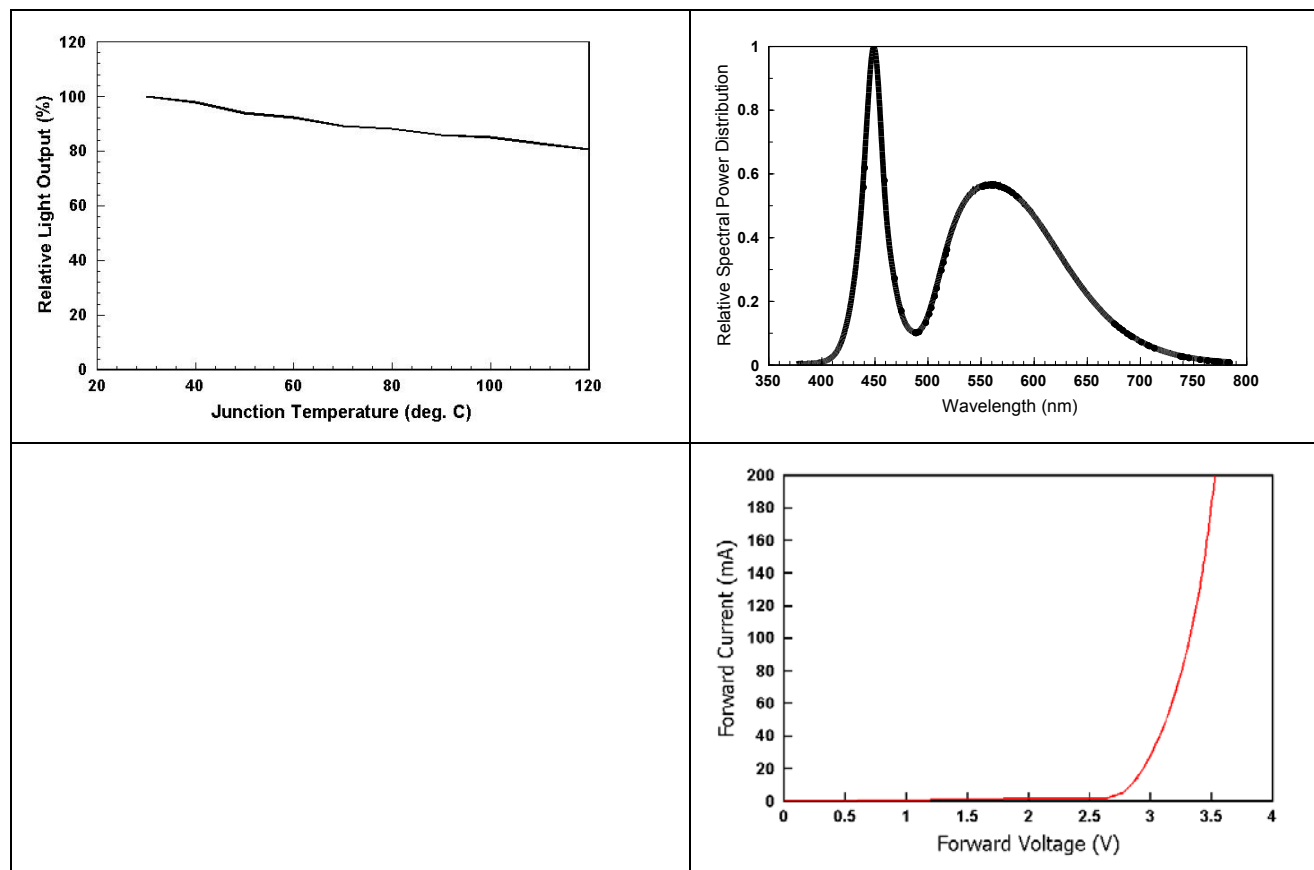 120
100
80
60
40
20
0
Relative Light Output (%)
20 40 60 80 100 120
Junction Temperature (deg. C)
1
0.8
0.6
0.4
0.2
0
Relative Spectral Power Distribution
350 400 450 500 550 600 650 700 750 800
Wavelength (nm)
200
180
160
140
120
100
80
60
40
20
0
Forward Current (mA)
0 0.5 1 1.5 2 2.5 3 3.5 4
Forward Voltage (V)